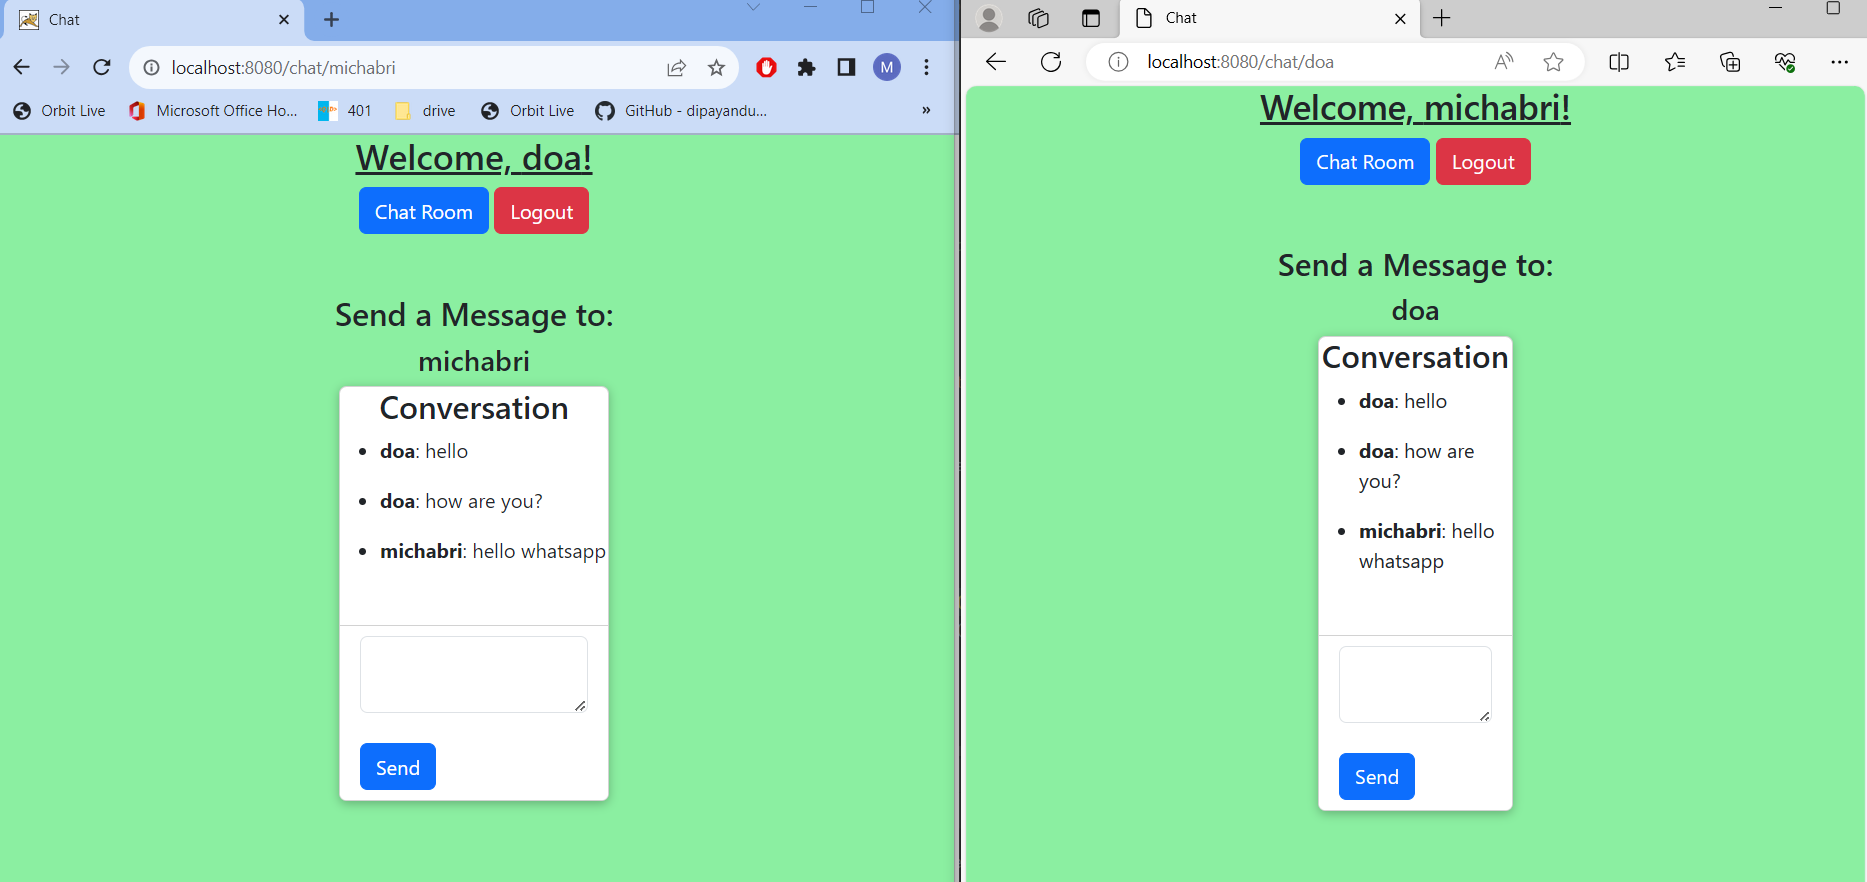 Chat
localhost:8080/chat/michabri
M
Orbit Live
Microsoft Office Ho...
401
drive
Orbit Live
GitHub - dipayandu...
»
Welcome, doa!
Chat Room
Logout
Send a Message to:
michabri
Conversation
• doa: hello
• doa: how are you?
• michabri: hello whatsapp
Send
Chat
localhost:8080/chat/doa
Welcome, michabri!
Chat Room
Logout
Send a Message to:
doa
Conversation
• doa: hello
• doa: how are
you?
• michabri: hello
whatsapp
Send